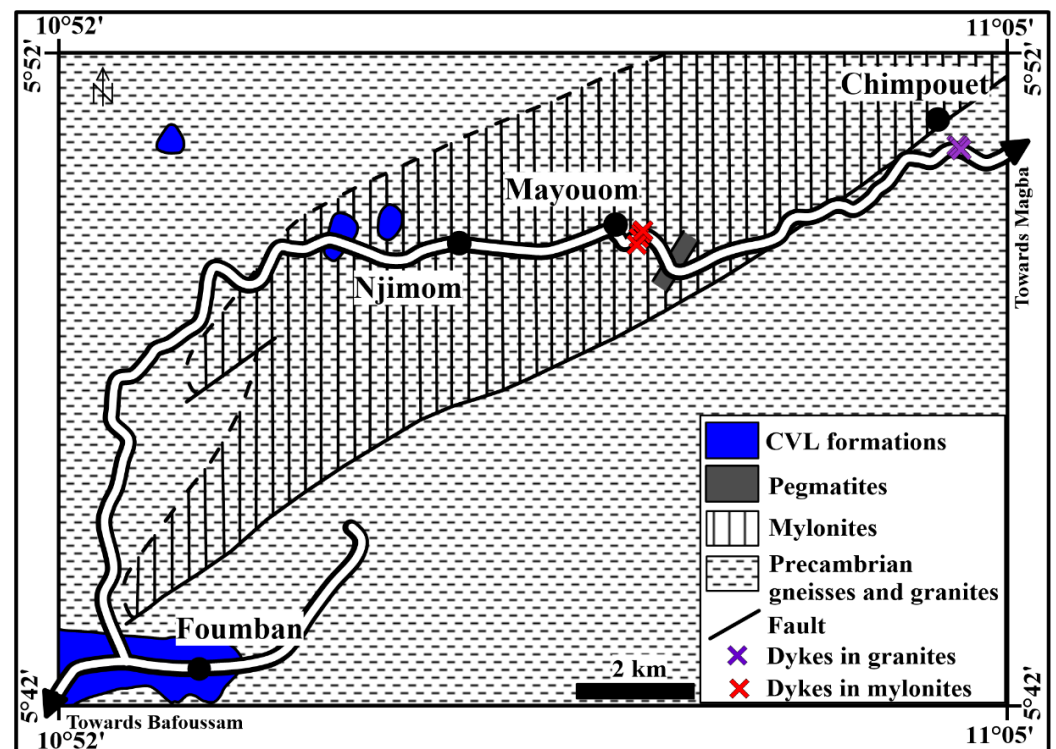 10°52'
11°05'
5°52'
5°52'
N
Chimpouet
Mayouom
Njimom
Towards Magba
CVL formations
Pegmatites
Mylonites
Precambrian
gneisses and granites
Fault
Dykes in granites
Dykes in mylonites
Foumban
2 km
5°42'
5°42'
Towards Bafoussam
10°52'
11°05'